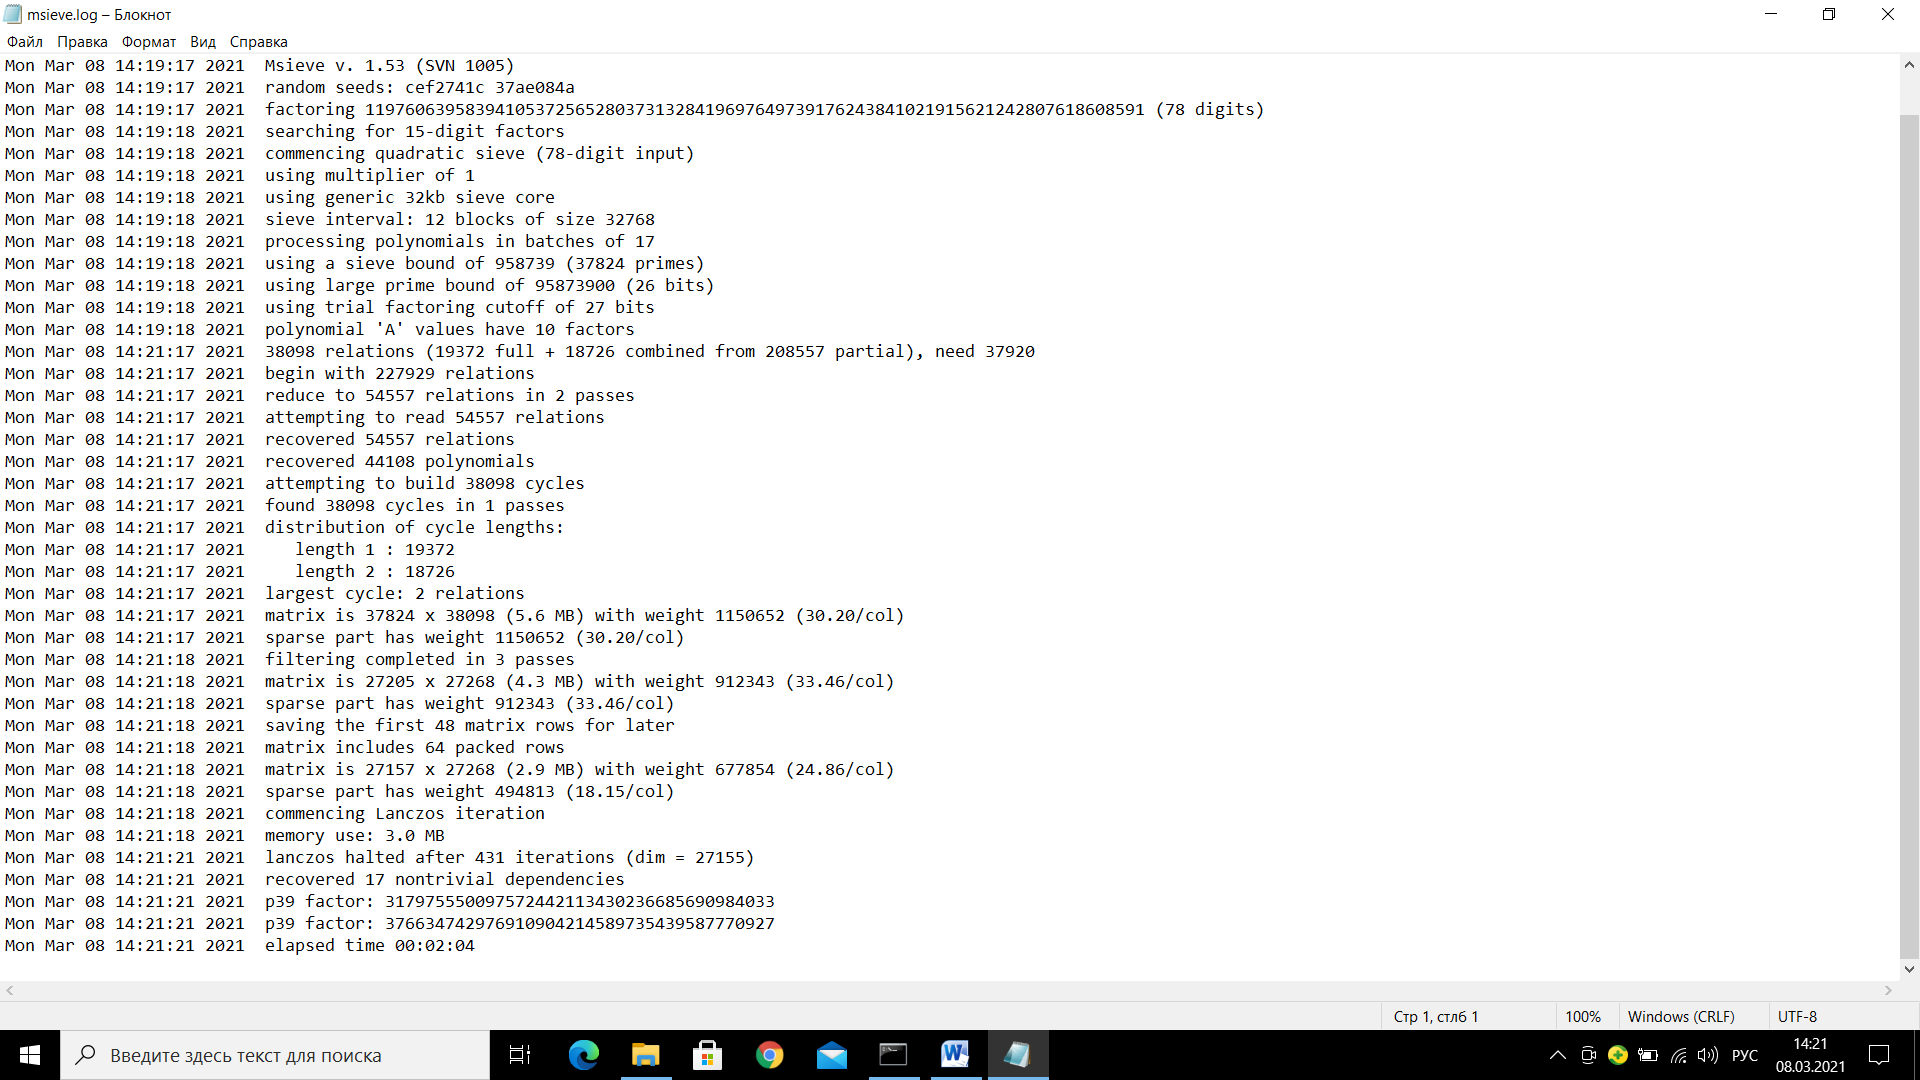 msieve.log – Блокнот
Файл Правка Формат Вид Справка
Mon Mar 08 14:19:17 2021  Msieve v. 1.53 (SVN 1005)
Mon Mar 08 14:19:17 2021  random seeds: cef2741c 37ae084a
Mon Mar 08 14:19:17 2021  factoring 119760639583941053725652803731328419697649739176243841021915621242807618608591 (78 digits)
Mon Mar 08 14:19:18 2021  searching for 15-digit factors
Mon Mar 08 14:19:18 2021  commencing quadratic sieve (78-digit input)
Mon Mar 08 14:19:18 2021  using multiplier of 1
Mon Mar 08 14:19:18 2021  using generic 32kb sieve core
Mon Mar 08 14:19:18 2021  sieve interval: 12 blocks of size 32768
Mon Mar 08 14:19:18 2021  processing polynomials in batches of 17
Mon Mar 08 14:19:18 2021  using a sieve bound of 958739 (37824 primes)
Mon Mar 08 14:19:18 2021  using large prime bound of 95873900 (26 bits)
Mon Mar 08 14:19:18 2021  using trial factoring cutoff of 27 bits
Mon Mar 08 14:19:18 2021  polynomial 'A' values have 10 factors
Mon Mar 08 14:21:17 2021  38098 relations (19372 full + 18726 combined from 208557 partial), need 37920
Mon Mar 08 14:21:17 2021  begin with 227929 relations
Mon Mar 08 14:21:17 2021  reduce to 54557 relations in 2 passes
Mon Mar 08 14:21:17 2021  attempting to read 54557 relations
Mon Mar 08 14:21:17 2021  recovered 54557 relations
Mon Mar 08 14:21:17 2021  recovered 44108 polynomials
Mon Mar 08 14:21:17 2021  attempting to build 38098 cycles
Mon Mar 08 14:21:17 2021  found 38098 cycles in 1 passes
Mon Mar 08 14:21:17 2021  distribution of cycle lengths:
Mon Mar 08 14:21:17 2021     length 1 : 19372
Mon Mar 08 14:21:17 2021     length 2 : 18726
Mon Mar 08 14:21:17 2021  largest cycle: 2 relations
Mon Mar 08 14:21:17 2021  matrix is 37824 x 38098 (5.6 MB) with weight 1150652 (30.20/col)
Mon Mar 08 14:21:17 2021  sparse part has weight 1150652 (30.20/col)
Mon Mar 08 14:21:18 2021  filtering completed in 3 passes
Mon Mar 08 14:21:18 2021  matrix is 27205 x 27268 (4.3 MB) with weight 912343 (33.46/col)
Mon Mar 08 14:21:18 2021  sparse part has weight 912343 (33.46/col)
Mon Mar 08 14:21:18 2021  saving the first 48 matrix rows for later
Mon Mar 08 14:21:18 2021  matrix includes 64 packed rows
Mon Mar 08 14:21:18 2021  matrix is 27157 x 27268 (2.9 MB) with weight 677854 (24.86/col)
Mon Mar 08 14:21:18 2021  sparse part has weight 494813 (18.15/col)
Mon Mar 08 14:21:18 2021  commencing Lanczos iteration
Mon Mar 08 14:21:18 2021  memory use: 3.0 MB
Mon Mar 08 14:21:21 2021  lanczos halted after 431 iterations (dim = 27155)
Mon Mar 08 14:21:21 2021  recovered 17 nontrivial dependencies
Mon Mar 08 14:21:21 2021  p39 factor: 317975550097572442113430236685690984033
Mon Mar 08 14:21:21 2021  p39 factor: 376634742976910904214589735439587770927
Mon Mar 08 14:21:21 2021  elapsed time 00:02:04
Стр 1, стлб 1 100% Windows (CRLF) UTF-8
Введите здесь текст для поиска
РУС
14:21
08.03.2021